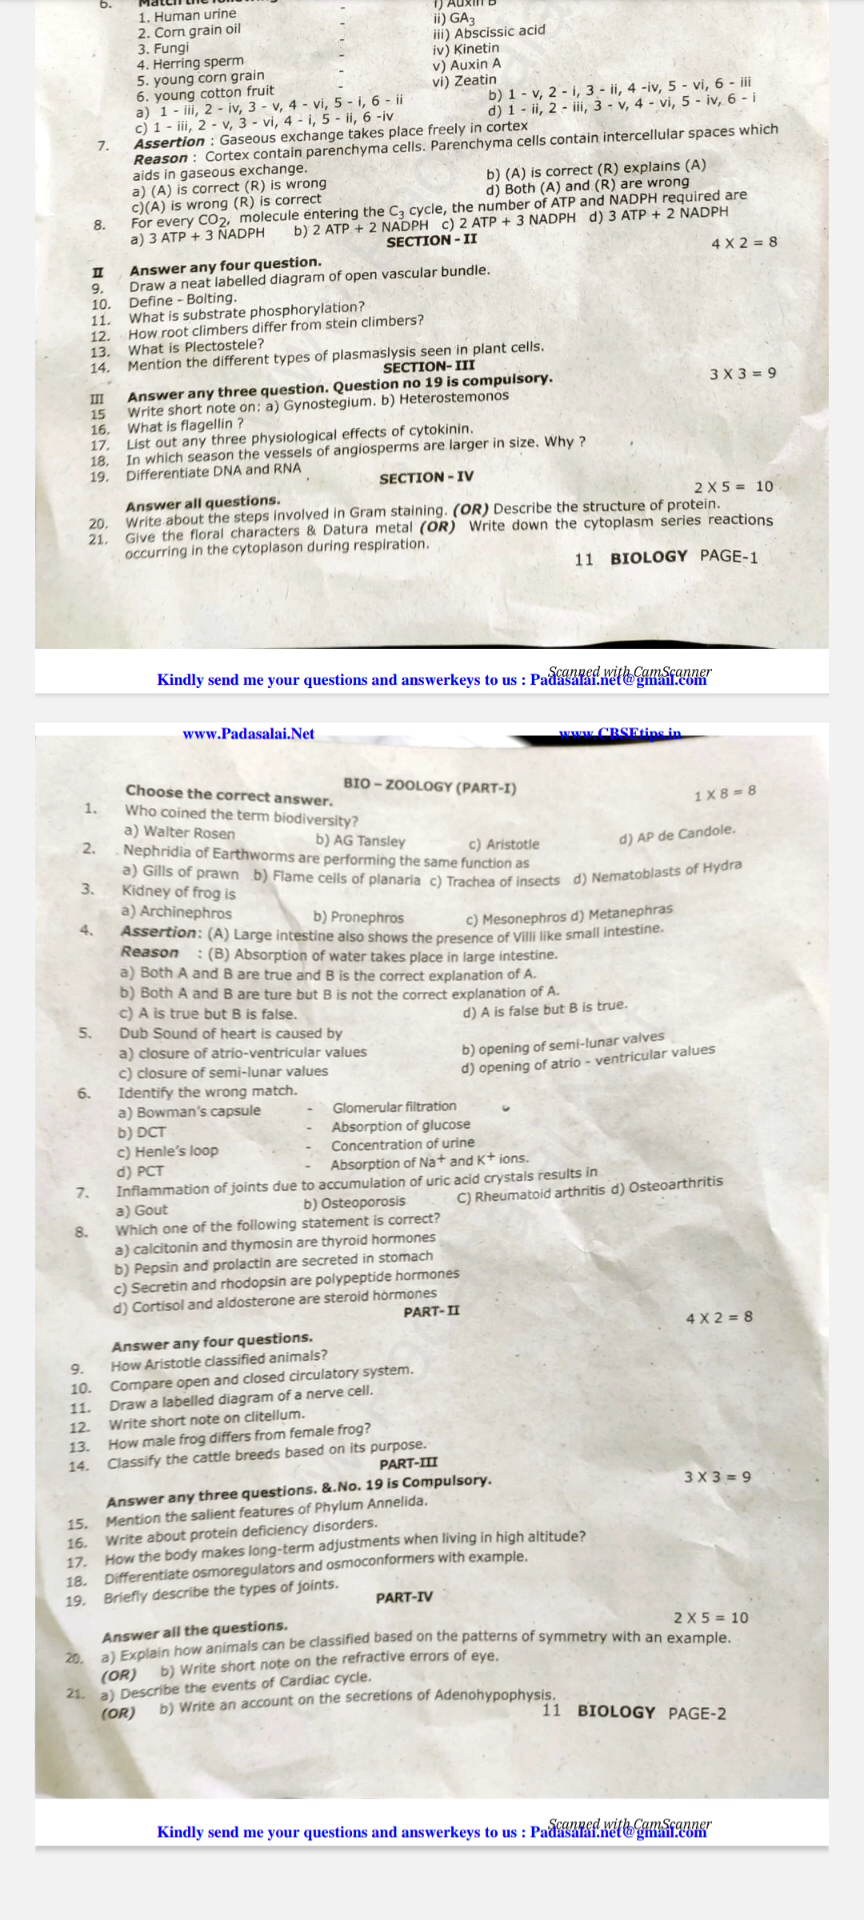 6. Match the
i) Auxin B
1. Human urine - ii) GA3
2. Corn grain oil - iii) Abscissic acid
3. Fungi - iv) Kinetin
4. Herring sperm - v) Auxin A
5. young corn grain - vi) Zeatin
6. young cotton fruit -
a) 1 - iii, 2 - iv, 3 - v, 4 - vi, 5 - i, 6 - ii b) 1 - v, 2 - i, 3 - ii, 4 -iv, 5 - vi, 6 - iii
c) 1 - iii, 2 - v, 3 - vi, 4 - i, 5 - ii, 6 -iv d) 1 - ii, 2 - iii, 3 - v, 4 - vi, 5 - iv, 6 - i
7. Assertion : Gaseous exchange takes place freely in cortex
Reason : Cortex contain parenchyma cells. Parenchyma cells contain intercellular spaces which
aids in gaseous exchange.
a) (A) is correct (R) is wrong b) (A) is correct (R) explains (A)
c)(A) is wrong (R) is correct d) Both (A) and (R) are wrong
8. For every CO2, molecule entering the C3 cycle, the number of ATP and NADPH required are
a) 3 ATP + 3 NADPH b) 2 ATP + 2 NADPH c) 2 ATP + 3 NADPH d) 3 ATP + 2 NADPH
SECTION - II
II Answer any four question. 4 X 2 = 8
9. Draw a neat labelled diagram of open vascular bundle.
10. Define - Bolting.
11. What is substrate phosphorylation?
12. How root climbers differ from stein climbers?
13. What is Plectostele?
14. Mention the different types of plasmaslysis seen in plant cells.
SECTION- III
III Answer any three question. Question no 19 is compulsory. 3 X 3 = 9
15 Write short note on: a) Gynostegium. b) Heterostemonos
16. What is flagellin ?
17. List out any three physiological effects of cytokinin.
18. In which season the vessels of angiosperms are larger in size. Why ?
19. Differentiate DNA and RNA
SECTION - IV
Answer all questions. 2 X 5 = 10
20. Write about the steps involved in Gram staining. (OR) Describe the structure of protein.
21. Give the floral characters & Datura metal (OR) Write down the cytoplasm series reactions
occurring in the cytoplason during respiration.
11 BIOLOGY PAGE-1
Scanned with CamScanner
Kindly send me your questions and answerkeys to us : Padasalai.net@gmail.com
www.Padasalai.Net www.CBSEtips.in
BIO - ZOOLOGY (PART-I)
Choose the correct answer. 1 X 8 = 8
1. Who coined the term biodiversity?
a) Walter Rosen b) AG Tansley c) Aristotle d) AP de Candole.
2. Nephridia of Earthworms are performing the same function as
a) Gills of prawn b) Flame cells of planaria c) Trachea of insects d) Nematoblasts of Hydra
3. Kidney of frog is
a) Archinephros b) Pronephros c) Mesonephros d) Metanephras
4. Assertion: (A) Large intestine also shows the presence of Villi like small intestine.
Reason : (B) Absorption of water takes place in large intestine.
a) Both A and B are true and B is the correct explanation of A.
b) Both A and B are ture but B is not the correct explanation of A.
c) A is true but B is false. d) A is false but B is true.
5. Dub Sound of heart is caused by
a) closure of atrio-ventricular values b) opening of semi-lunar valves
c) closure of semi-lunar values d) opening of atrio - ventricular values
6. Identify the wrong match.
a) Bowman's capsule - Glomerular filtration
b) DCT - Absorption of glucose
c) Henle's loop - Concentration of urine
d) PCT - Absorption of Na+ and K+ ions.
7. Inflammation of joints due to accumulation of uric acid crystals results in
a) Gout b) Osteoporosis C) Rheumatoid arthritis d) Osteoarthritis
8. Which one of the following statement is correct?
a) calcitonin and thymosin are thyroid hormones
b) Pepsin and prolactin are secreted in stomach
c) Secretin and rhodopsin are polypeptide hormones
d) Cortisol and aldosterone are steroid hormones
PART- II
Answer any four questions. 4 X 2 = 8
9. How Aristotle classified animals?
10. Compare open and closed circulatory system.
11. Draw a labelled diagram of a nerve cell.
12. Write short note on clitellum.
13. How male frog differs from female frog?
14. Classify the cattle breeds based on its purpose.
PART-III
Answer any three questions. &.No. 19 is Compulsory. 3 X 3 = 9
15. Mention the salient features of Phylum Annelida.
16. Write about protein deficiency disorders.
17. How the body makes long-term adjustments when living in high altitude?
18. Differentiate osmoregulators and osmoconformers with example.
19. Briefly describe the types of joints.
PART-IV
Answer all the questions. 2 X 5 = 10
20. a) Explain how animals can be classified based on the patterns of symmetry with an example.
(OR) b) Write short note on the refractive errors of eye.
21. a) Describe the events of Cardiac cycle.
(OR) b) Write an account on the secretions of Adenohypophysis.
11 BIOLOGY PAGE-2
Scanned with CamScanner
Kindly send me your questions and answerkeys to us : Padasalai.net@gmail.com